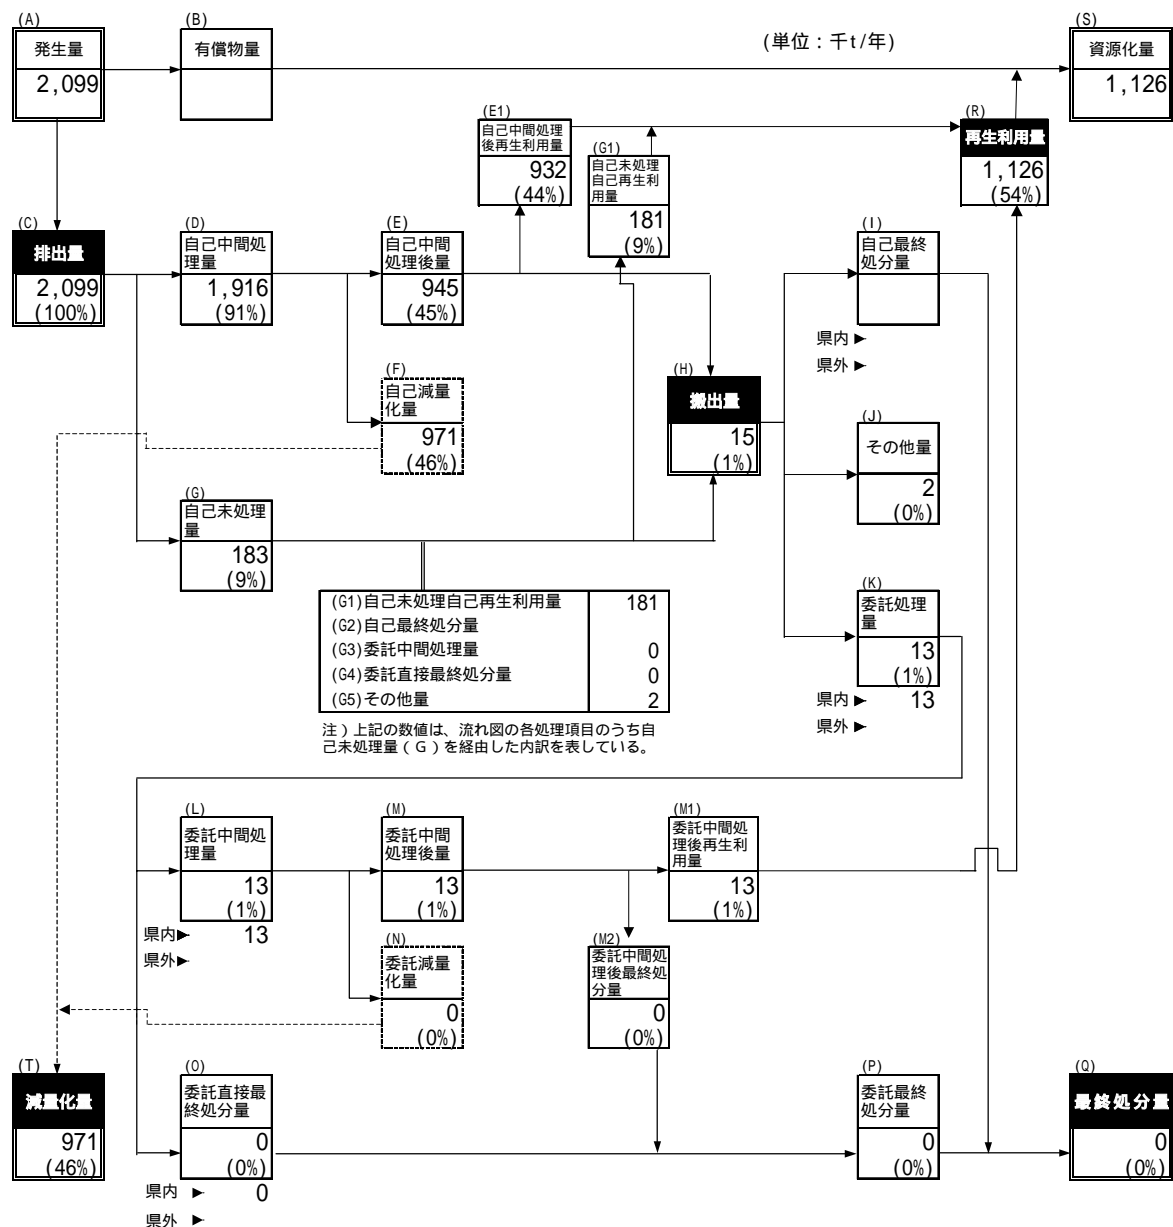 (A)
発生量
2,099
(B)
有償物量
(単位：千t/年)
(S)
資源化量
1,126
(E1)
自己中間処理
後再生利用量
932
(44%)
(G1)
自己未処理
自己再生利
用量
181
(9%)
(R)
再生利用量
1,126
(54%)
(C)
排出量
2,099
(100%)
(D)
自己中間処
理量
1,916
(91%)
(E)
自己中間
処理後量
945
(45%)
(I)
自己最終
処分量
県内 ►
県外 ►
(F)
自己減量
化量
971
(46%)
(H)
搬出量
15
(1%)
(J)
その他量
2
(0%)
(G)
自己未処理
量
183
(9%)
(G1)自己未処理自己再生利用量 181
(G2)自己最終処分量
(G3)委託中間処理量 0
(G4)委託直接最終処分量 0
(G5)その他量 2
注）上記の数値は、流れ図の各処理項目のうち自
己未処理量（G）を経由した内訳を表している。
(K)
委託処理
量
13
(1%)
県内 ► 13
県外 ►
(L)
委託中間処
理量
13
(1%)
県内► 13
県外►
(M)
委託中間
処理後量
13
(1%)
(M1)
委託中間処
理後再生利
用量
13
(1%)
(N)
委託減量
化量
0
(0%)
(M2)
委託中間処
理後最終処
分量
0
(0%)
(T)
減量化量
971
(46%)
(O)
委託直接最
終処分量
0
(0%)
県内 ► 0
県外 ►
(P)
委託最終
処分量
0
(0%)
(Q)
最終処分量
0
(0%)